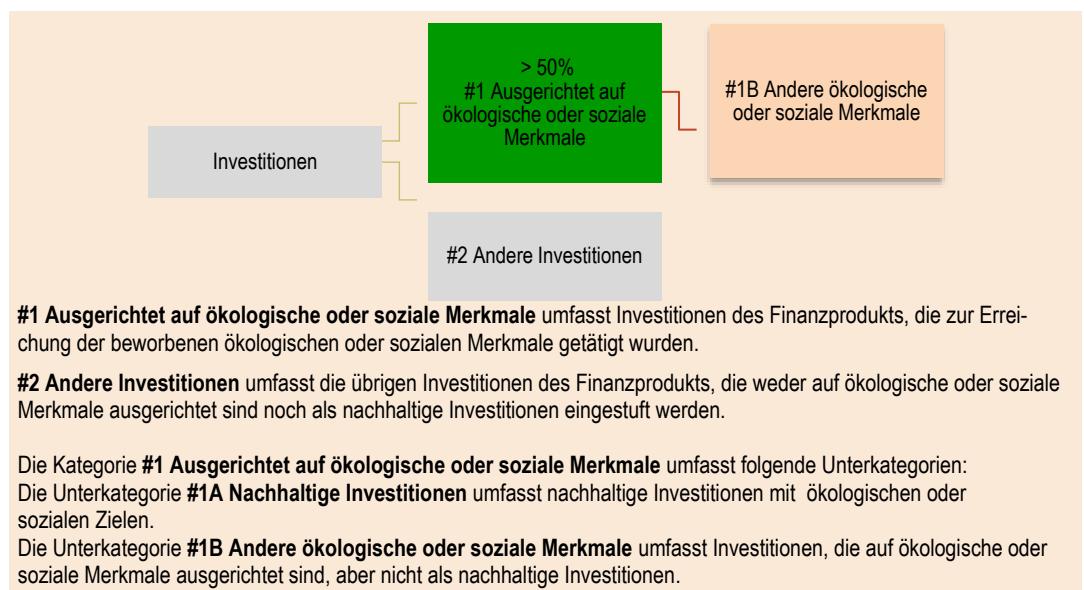 > 50%
#1 Ausgerichtet auf
ökologische oder soziale
Merkmale
#1B Andere ökologische
oder soziale Merkmale
Investitionen
#2 Andere Investitionen
#1 Ausgerichtet auf ökologische oder soziale Merkmale umfasst Investitionen des Finanzprodukts, die zur Errei-
chung der beworbenen ökologischen oder sozialen Merkmale getätigt wurden.
#2 Andere Investitionen umfasst die übrigen Investitionen des Finanzprodukts, die weder auf ökologische oder soziale
Merkmale ausgerichtet sind noch als nachhaltige Investitionen eingestuft werden.
Die Kategorie #1 Ausgerichtet auf ökologische oder soziale Merkmale umfasst folgende Unterkategorien:
Die Unterkategorie #1A Nachhaltige Investitionen umfasst nachhaltige Investitionen mit ökologischen oder
sozialen Zielen.
Die Unterkategorie #1B Andere ökologische oder soziale Merkmale umfasst Investitionen, die auf ökologische oder
soziale Merkmale ausgerichtet sind, aber nicht als nachhaltige Investitionen.